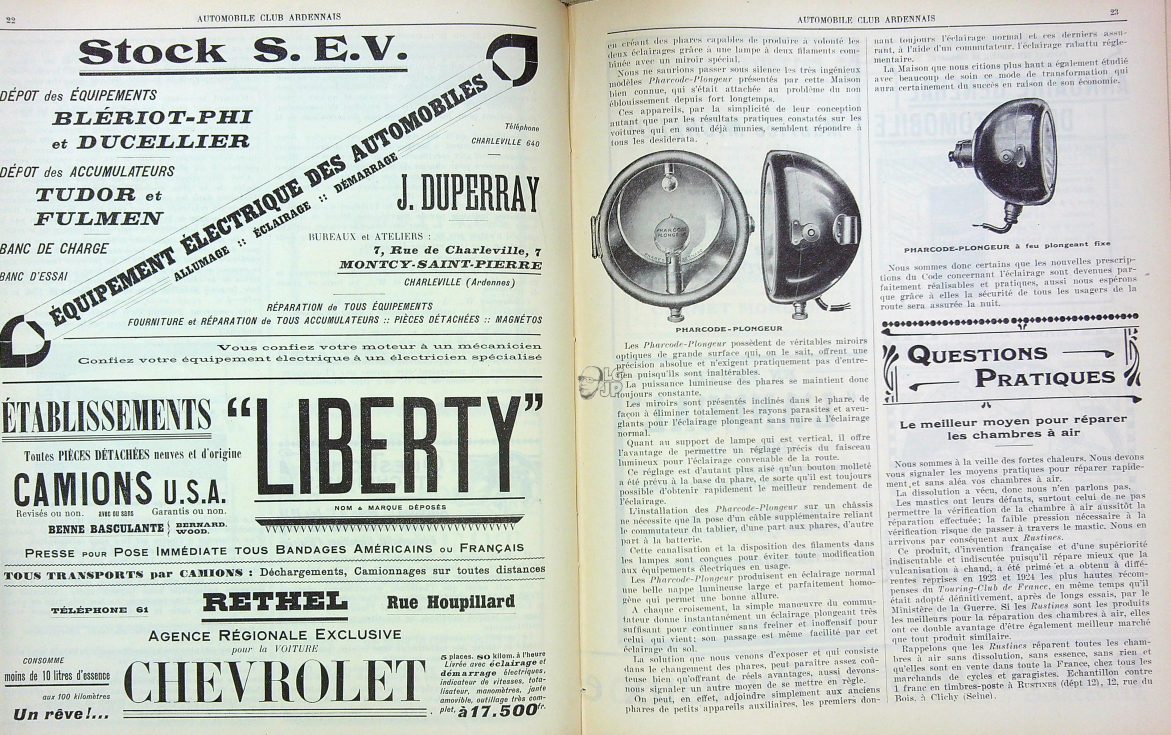 22
AUTOMOBILE CLUB ARDENNAIS
Stock S. E. V.
DÉPOT des ÉQUIPEMENTS
BLÉRIOT-PHI
et DUCELLIER
DÉPOT des ACCUMULATEURS
TUDOR et
FULMEN
BANC DE CHARGE
BANC D'ESSAI
ÉQUIPEMENT ÉLECTRIQUE DES AUTOMOBILES
ALLUMAGE :: ÉCLAIRAGE :: DÉMARRAGE
Téléphone
CHARLEVILLE 640
J. DUPERRAY
BUREAUX et ATELIERS :
7, Rue de Charleville, 7
MONTCY-SAINT-PIERRE
CHARLEVILLE (Ardennes)
RÉPARATION de TOUS ÉQUIPEMENTS
FOURNITURE et RÉPARATION de TOUS ACCUMULATEURS :: PIÈCES DÉTACHÉES :: MAGNÉTOS
Vous confiez votre moteur à un mécanicien
Confiez votre équipement électrique à un électricien spécialisé
ÉTABLISSEMENTS
"LIBERTY"
Toutes PIÈCES DÉTACHÉES neuves et d'origine
CAMIONS U.S.A.
Revisés ou non. avec ou sans Garantis ou non.
NOM & MARQUE DÉPOSÉS
BENNE BASCULANTE BERNARD.
WOOD.
PRESSE POUR POSE IMMÉDIATE TOUS BANDAGES AMÉRICAINS OU FRANÇAIS
TOUS TRANSPORTS par CAMIONS : Déchargements, Camionnages sur toutes distances
TÉLÉPHONE 61
RETHEL
Rue Houpillard
AGENCE RÉGIONALE EXCLUSIVE
pour la VOITURE
CONSOMME
moins de 10 litres d'essence
aux 100 kilomètres
Un rêve!...
CHEVROLET
5 places. 80 kilom. à l'heure
Livrée avec éclairage et
démarrage électriques,
indicateur de vitesses, tota-
lisateur, manomètres, jante
amovible, outillage très com-
plet, à 17.500 fr.
AUTOMOBILE CLUB ARDENNAIS
23
en créant des phares capables de produire à volonté les
deux éclairages grâce à une lampe à deux filaments com-
binée avec un miroir spécial.
Nous ne saurions passer sous silence les très ingénieux
modèles Pharcode-Plongeur présentés par cette Maison
bien connue, qui s'était attachée au problème du non
éblouissement depuis fort longtemps.
Ces appareils, par la simplicité de leur conception
autant que par les résultats pratiques constatés sur les
voitures qui en sont déjà munies, semblent répondre à
tous les desiderata.
PHARCODE
PLONGEUR
PHARCODE-PLONGEUR
Les Pharcode-Plongeur possèdent de véritables miroirs
optiques de grande surface qui, on le sait, offrent une
précision absolue et n'exigent pratiquement pas d'entre-
tien puisqu'ils sont inaltérables.
La puissance lumineuse des phares se maintient donc
toujours constante.
Les miroirs sont présentés inclinés dans le phare, de
façon à éliminer totalement les rayons parasites et aveu-
glants pour l'éclairage plongeant sans nuire à l'éclairage
normal.
Quant au support de lampe qui est vertical, il offre
l'avantage de permettre un réglage précis du faisceau
lumineux pour l'éclairage convenable de la route.
Ce réglage est d'autant plus aisé qu'un bouton molleté
a été prévu à la base du phare, de sorte qu'il est toujours
possible d'obtenir rapidement le meilleur rendement de
l'éclairage.
L'installation des Pharcode-Plongeur sur un châssis
ne nécessite que la pose d'un câble supplémentaire reliant
le commutateur du tablier, d'une part aux phares, d'autre
part à la batterie.
Cette canalisation et la disposition des filaments dans
les lampes sont conçues pour éviter toute modification
aux équipements électriques en usage.
Les Pharcode-Plongeur produisent en éclairage normal
une belle nappe lumineuse large et parfaitement homo-
gène qui permet une bonne allure.
A chaque croisement, la simple manœuvre du commu-
tateur donne instantanément un éclairage plongeant très
suffisant pour continuer sans freiner et inoffensif pour
celui qui vient; son passage est même facilité par cet
éclairage du sol.
La solution que nous venons d'exposer et qui consiste
dans le changement des phares, peut paraître assez coû-
teuse bien qu'offrant de réels avantages, aussi devons-
nous signaler un autre moyen de se mettre en règle.
On peut, en effet, adjoindre simplement aux anciens
phares de petits appareils auxiliaires, les premiers don-
nant toujours l'éclairage normal et ces derniers assu-
rant, à l'aide d'un commutateur, l'éclairage rabattu régle-
mentaire.
La Maison que nous citions plus haut a également étudié
avec beaucoup de soin ce mode de transformation qui
aura certainement du succès en raison de son économie.
PHARCODE-PLONGEUR à feu plongeant fixe
Nous sommes donc certains que les nouvelles prescrip-
tions du Code concernant l'éclairage sont devenues par-
faitement réalisables et pratiques, aussi nous espérons
que grâce à elles la sécurité de tous les usagers de la
route sera assurée la nuit.
QUESTIONS
PRATIQUES
Le meilleur moyen pour réparer
les chambres à air
Nous sommes à la veille des fortes chaleurs. Nous devons
vous signaler les moyens pratiques pour réparer rapide-
ment et sans aléa vos chambres à air.
La dissolution a vécu, donc nous n'en parlons pas.
Les mastics ont leurs défauts, surtout celui de ne pas
permettre la vérification de la chambre à air aussitôt la
réparation effectuée; la faible pression nécessaire à la
vérification risque de passer à travers le mastic. Nous en
arrivons par conséquent aux Rustines.
Ce produit, d'invention française et d'une supériorité
indiscutable et indiscutée puisqu'il répare mieux que la
vulcanisation à chaud, a été primé et a obtenu à diffé-
rentes reprises en 1923 et 1924 les plus hautes récom-
penses du Touring-Club de France, en même temps qu'il
était adopté définitivement, après de longs essais, par le
Ministère de la Guerre. Si les Rustines sont les produits
les meilleurs pour la réparation des chambres à air, elles
ont ce double avantage d'être également meilleur marché
que tout produit similaire.
Rappelons que les Rustines réparent toutes les cham-
bres à air sans dissolution, sans essence, sans rien et
qu'elles sont en vente dans toute la France, chez tous les
marchands de cycles et garagistes. Echantillon contre
1 franc en timbres-poste à RUSTINES (dépt 12), 12, rue du
Bois, à Clichy (Seine).